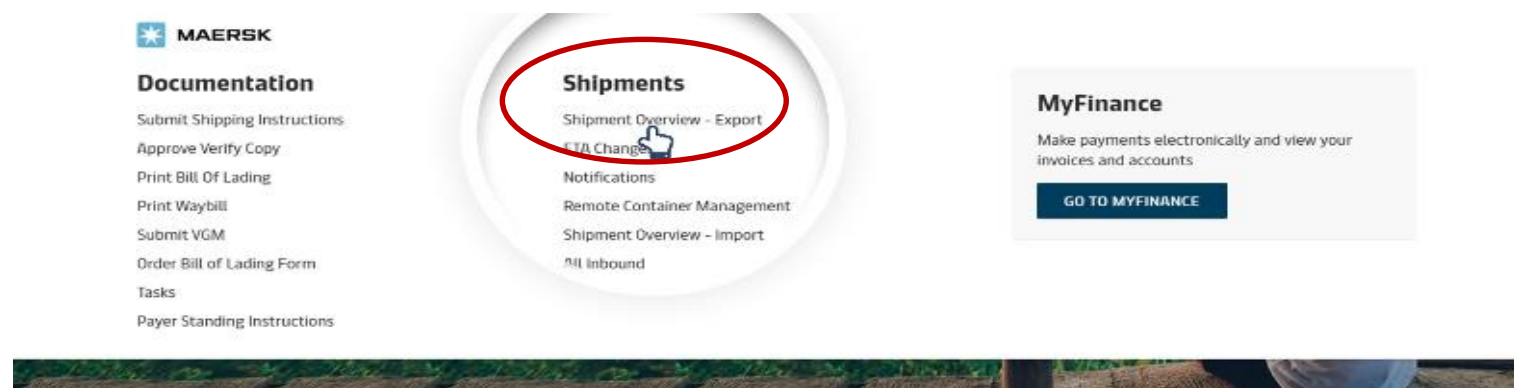 MAERSK
Documentation
Submit Shipping Instructions
Approve Verify Copy
Print Bill Of Lading
Print Waybill
Submit VGM
Order Bill of Lading Form
Tasks
Payer Standing Instructions
Shipments
Shipment Overview - Export
ETA Change
Notifications
Remote Container Management
Shipment Overview - Import
All Inbound
MyFinance
Make payments electronically and view your
invoices and accounts
GO TO MYFINANCE